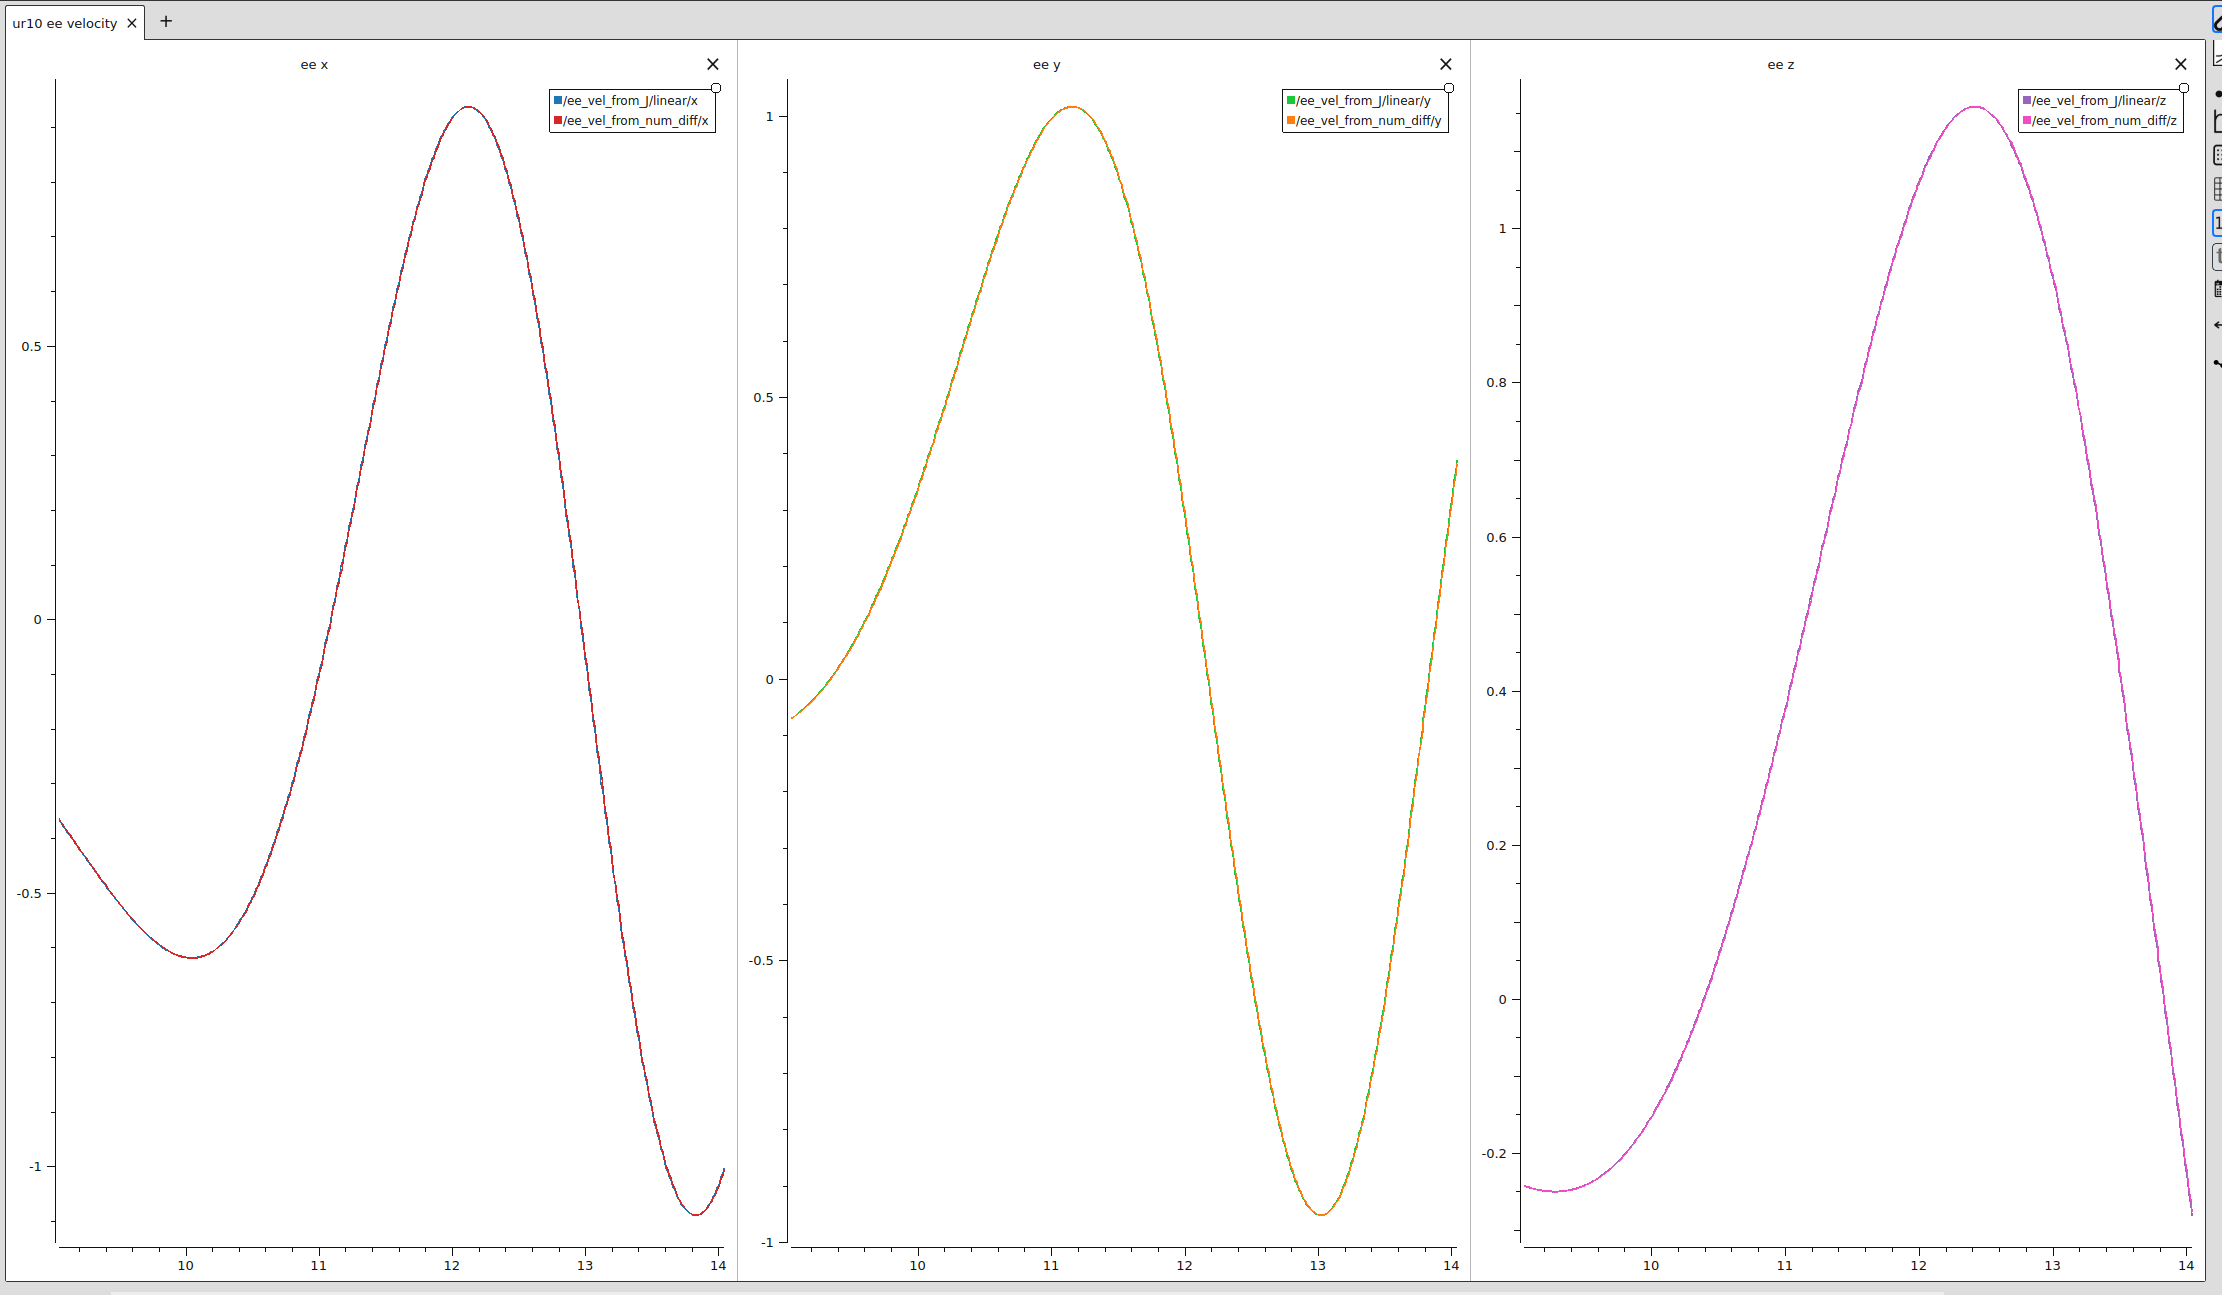 ur10 ee velocity
ee x
/ee_vel_from_J/linear/x
/ee_vel_from_num_diff/x
0.5
0
-0.5
-1
10 11 12 13 14
ee y
/ee_vel_from_J/linear/y
/ee_vel_from_num_diff/y
1
0.5
0
-0.5
-1
10 11 12 13 14
ee z
/ee_vel_from_J/linear/z
/ee_vel_from_num_diff/z
1
0.8
0.6
0.4
0.2
0
-0.2
10 11 12 13 14